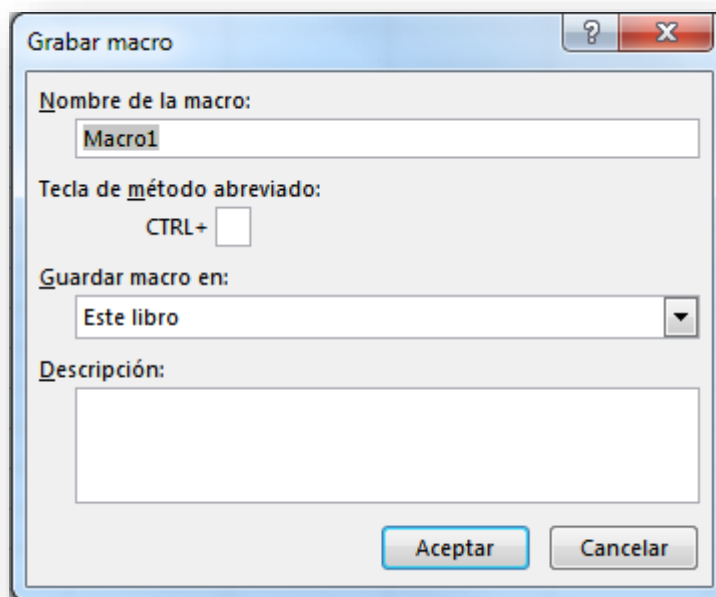 Grabar macro
?
Nombre de la macro:
Macro1
Tecla de método abreviado:
CTRL+
Guardar macro en:
Este libro
Descripción:
Aceptar Cancelar